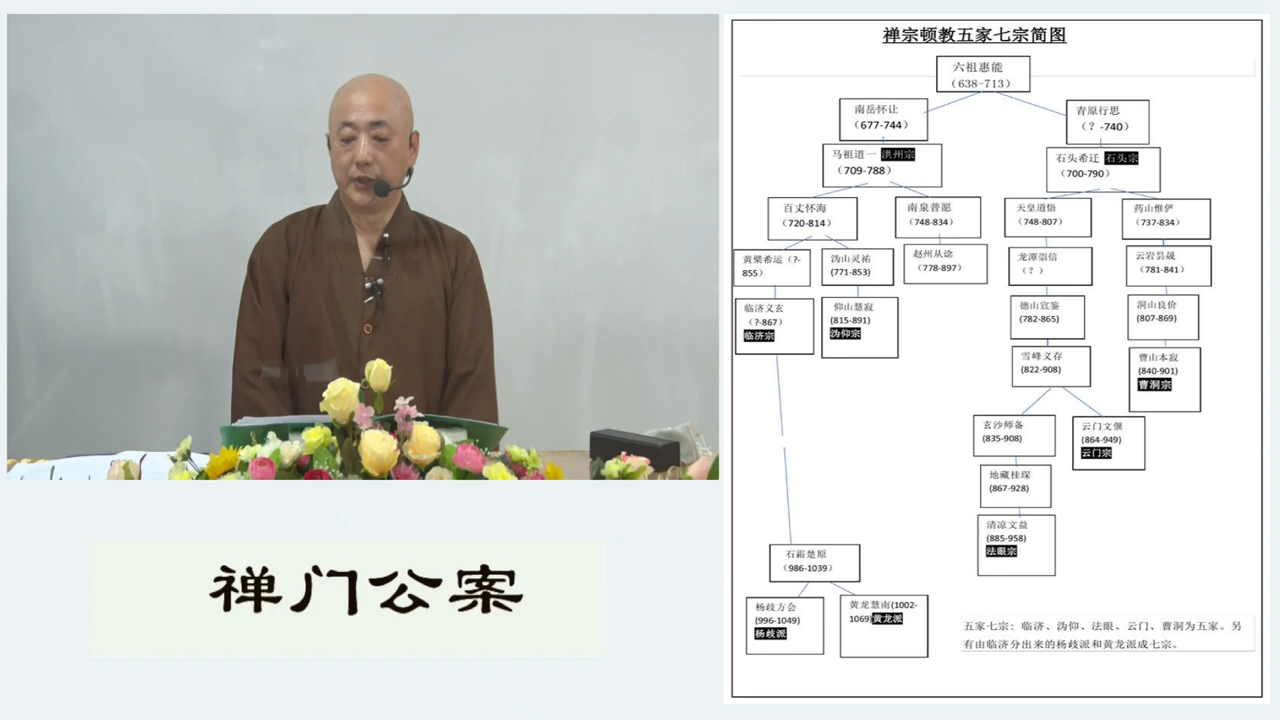 禅宗顿教五家七宗简图
六祖惠能
（638-713）
南岳怀让
（677-744）
青原行思
（？-740）
马祖道一 洪州宗
（709-788）
石头希迁 石头宗
（700-790）
百丈怀海
（720-814）
南泉普愿
（748-834）
天皇道悟
（748-807）
药山惟俨
（737-834）
黄檗希运（?-
855）
沩山灵祐
(771-853)
赵州从谂
（778-897）
龙潭崇信
（？）
云岩昙晟
（781-841）
临济义玄
（?-867）
临济宗
仰山慧寂
(815-891)
沩仰宗
德山宣鉴
(782-865)
洞山良价
(807-869)
雪峰义存
(822-908)
曹山本寂
(840-901)
曹洞宗
玄沙师备
(835-908)
云门文偃
(864-949)
云门宗
地藏桂琛
(867-928)
清凉文益
(885-958)
法眼宗
石霜楚原
（986-1039）
杨歧方会
(996-1049)
杨歧派
黄龙慧南(1002-
1069)黄龙派
五家七宗：临济、沩仰、法眼、云门、曹洞为五家。另
有由临济分出来的杨歧派和黄龙派成七宗。
禅门公案